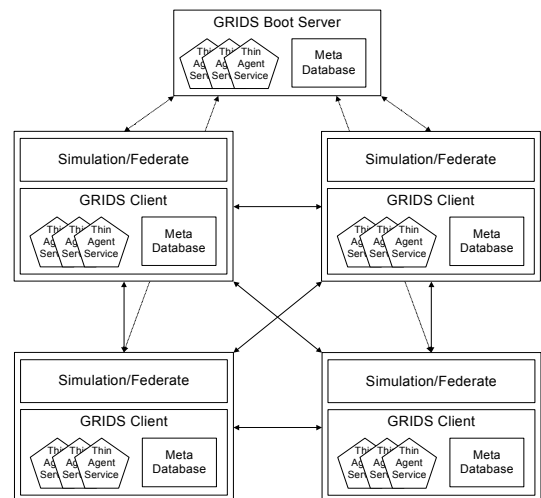 GRIDS Boot Server
Thin
Agent
Service
Meta
Database
Simulation/Federate
GRIDS Client
Thin
Agent
Service
Meta
Database
Simulation/Federate
GRIDS Client
Thin
Agent
Service
Meta
Database
Simulation/Federate
GRIDS Client
Thin
Agent
Service
Meta
Database
Simulation/Federate
GRIDS Client
Thin
Agent
Service
Meta
Database